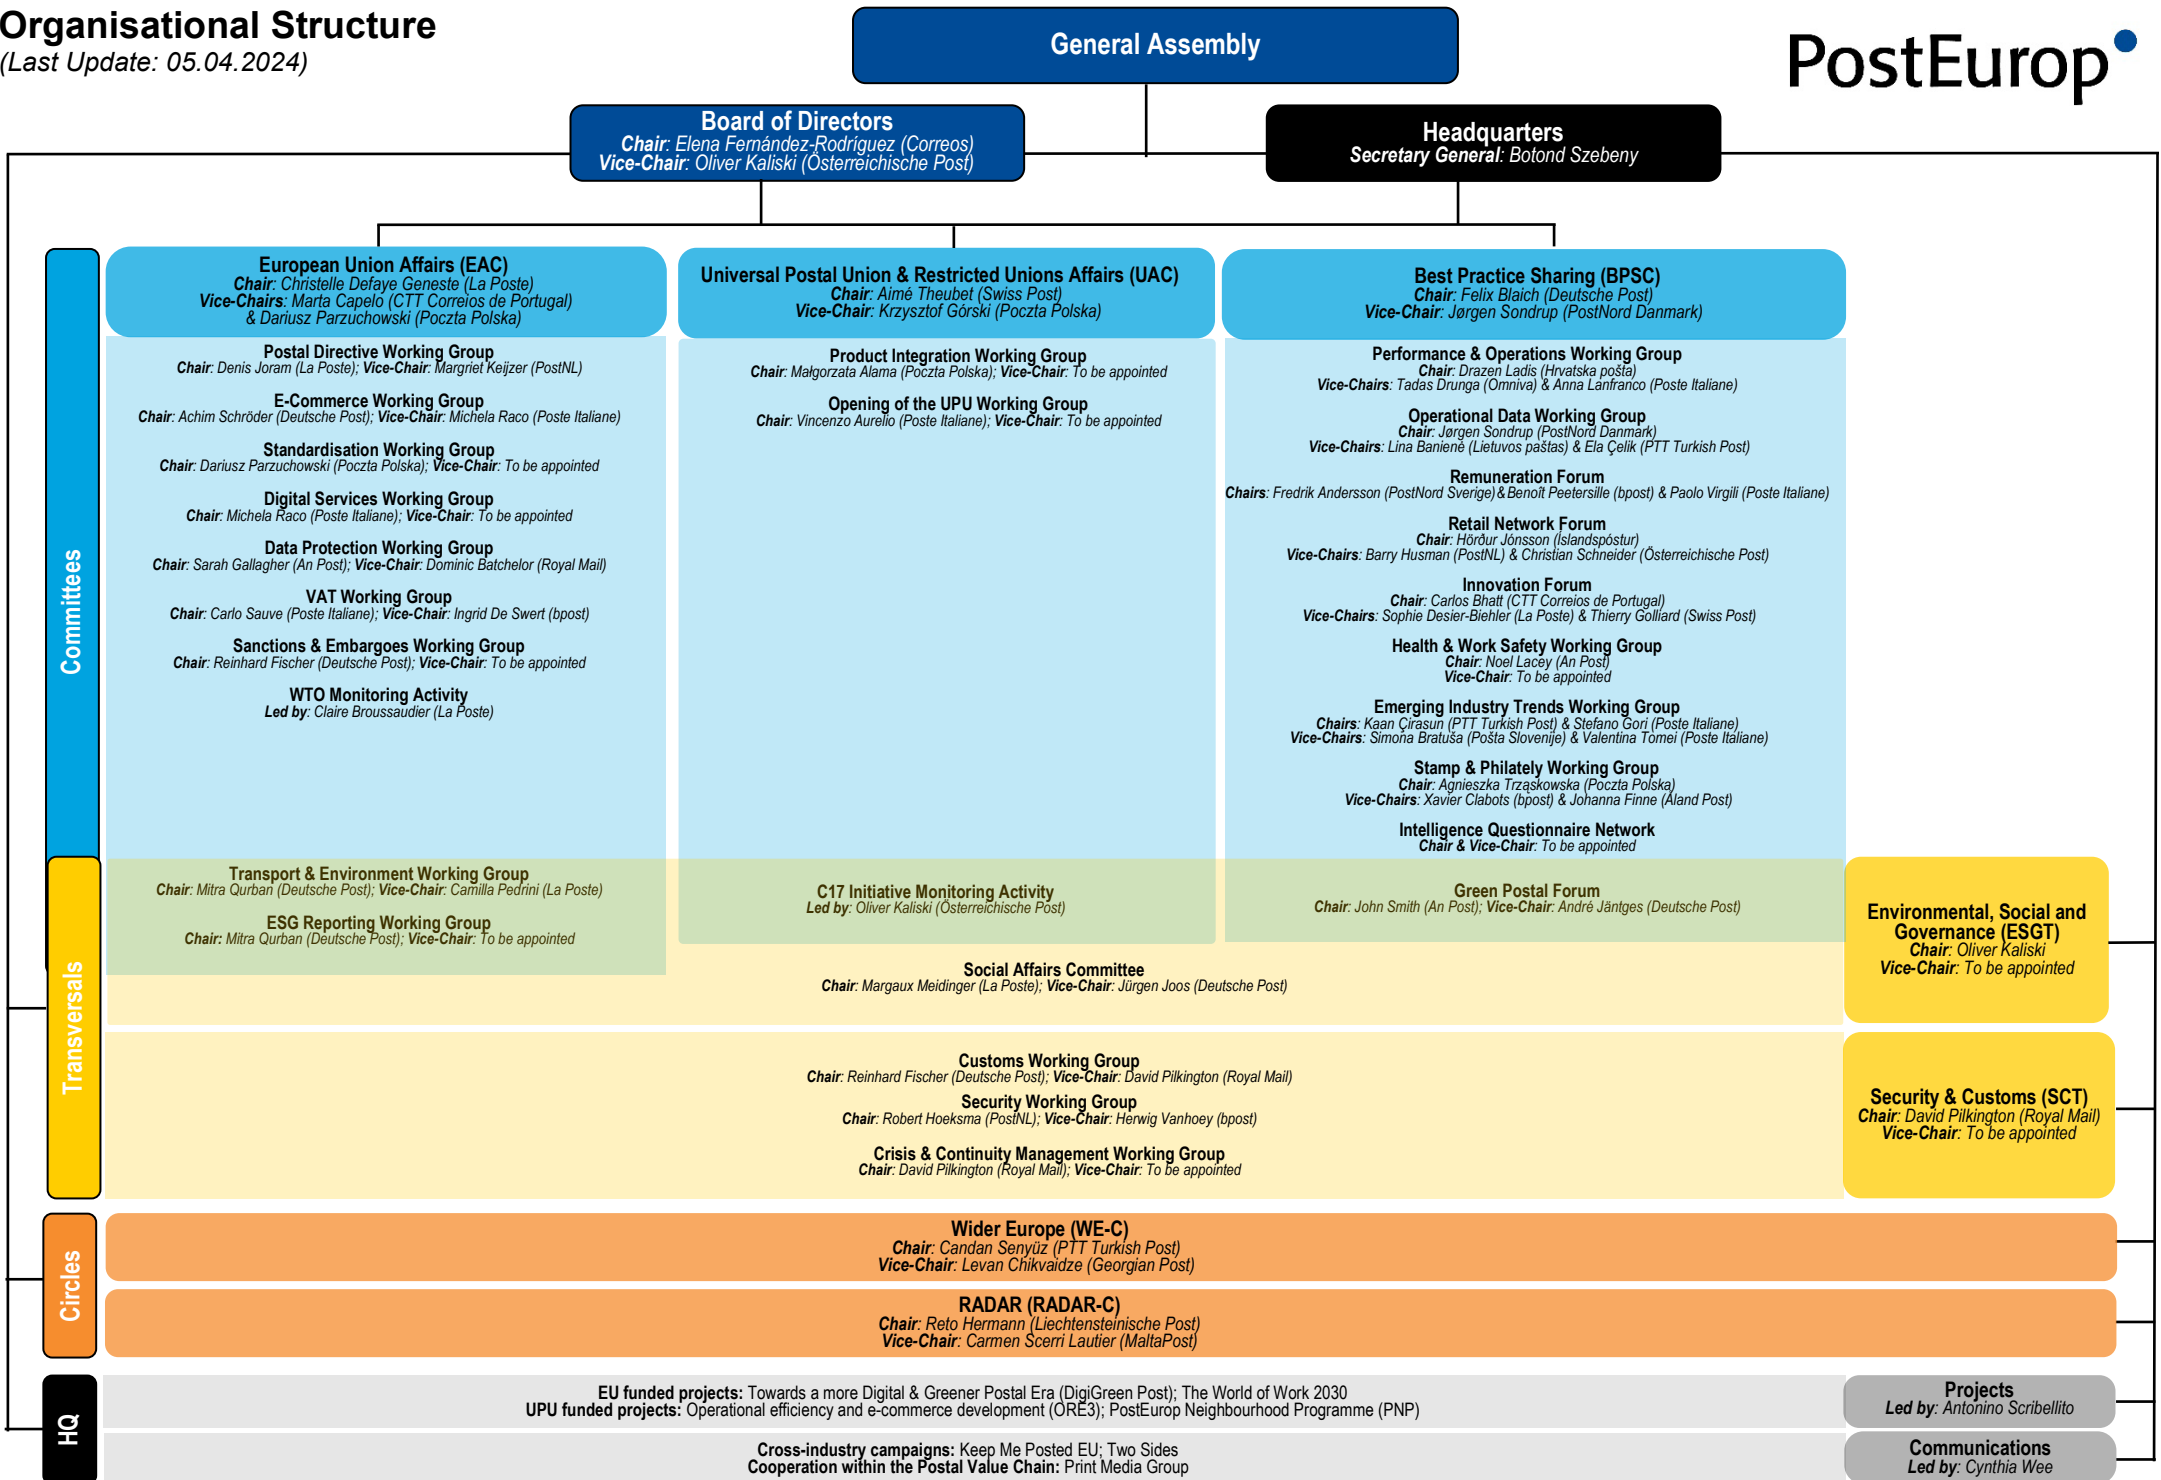 Organisational Structure
(Last Update: 05.04.2024)
General Assembly
PostEurop
Board of Directors
Chair: Elena Fernández-Rodríguez (Correos)
Vice-Chair: Oliver Kaliski (Österreichische Post)
Headquarters
Secretary General: Botond Szebeny
Committees
European Union Affairs (EAC)
Chair: Christelle Defaye Geneste (La Poste)
Vice-Chairs: Marta Capelo (CTT Correios de Portugal)
& Dariusz Parzuchowski (Poczta Polska)
Postal Directive Working Group
Chair: Denis Joram (La Poste); Vice-Chair: Margriet Keijzer (PostNL)
E-Commerce Working Group
Chair: Achim Schröder (Deutsche Post); Vice-Chair: Michela Raco (Poste Italiane)
Standardisation Working Group
Chair: Dariusz Parzuchowski (Poczta Polska); Vice-Chair: To be appointed
Digital Services Working Group
Chair: Michela Raco (Poste Italiane); Vice-Chair: To be appointed
Data Protection Working Group
Chair: Sarah Gallagher (An Post); Vice-Chair: Dominic Batchelor (Royal Mail)
VAT Working Group
Chair: Carlo Sauve (Poste Italiane); Vice-Chair: Ingrid De Swert (bpost)
Sanctions & Embargoes Working Group
Chair: Reinhard Fischer (Deutsche Post); Vice-Chair: To be appointed
WTO Monitoring Activity
Led by: Claire Broussaudier (La Poste)
Universal Postal Union & Restricted Unions Affairs (UAC)
Chair: Aimé Theubet (Swiss Post)
Vice-Chair: Krzysztof Górski (Poczta Polska)
Product Integration Working Group
Chair: Małgorzata Alama (Poczta Polska); Vice-Chair: To be appointed
Opening of the UPU Working Group
Chair: Vincenzo Aurelio (Poste Italiane); Vice-Chair: To be appointed
Best Practice Sharing (BPSC)
Chair: Felix Blaich (Deutsche Post)
Vice-Chair: Jørgen Sondrup (PostNord Danmark)
Performance & Operations Working Group
Chair: Drazen Ladis (Hrvatska pošta)
Vice-Chairs: Tadas Drunga (Omniva) & Anna Lanfranco (Poste Italiane)
Operational Data Working Group
Chair: Jørgen Sondrup (PostNord Danmark)
Vice-Chairs: Lina Banienė (Lietuvos paštas) & Ela Çelik (PTT Turkish Post)
Remuneration Forum
Chairs: Fredrik Andersson (PostNord Sverige) & Benoît Peetersille (bpost) & Paolo Virgili (Poste Italiane)
Retail Network Forum
Chair: Hörður Jónsson (Íslandspóstur)
Vice-Chairs: Barry Husman (PostNL) & Christian Schneider (Österreichische Post)
Innovation Forum
Chair: Carlos Bhatt (CTT Correios de Portugal)
Vice-Chairs: Sophie Desier-Biehler (La Poste) & Thierry Golliard (Swiss Post)
Health & Work Safety Working Group
Chair: Noel Lacey (An Post)
Vice-Chair: To be appointed
Emerging Industry Trends Working Group
Chairs: Kaan Çirasun (PTT Turkish Post) & Stefano Gori (Poste Italiane)
Vice-Chairs: Simona Bratuša (Pošta Slovenije) & Valentina Tomei (Poste Italiane)
Stamp & Philately Working Group
Chair: Agnieszka Trząskowska (Poczta Polska)
Vice-Chairs: Xavier Clabots (bpost) & Johanna Finne (Åland Post)
Intelligence Questionnaire Network
Chair & Vice-Chair: To be appointed
Transversals
Transport & Environment Working Group
Chair: Mitra Qurban (Deutsche Post); Vice-Chair: Camilla Pedrini (La Poste)
ESG Reporting Working Group
Chair: Mitra Qurban (Deutsche Post); Vice-Chair: To be appointed
C17 Initiative Monitoring Activity
Led by: Oliver Kaliski (Österreichische Post)
Green Postal Forum
Chair: John Smith (An Post); Vice-Chair: André Jäntges (Deutsche Post)
Social Affairs Committee
Chair: Margaux Meidinger (La Poste); Vice-Chair: Jürgen Joos (Deutsche Post)
Environmental, Social and
Governance (ESGT)
Chair: Oliver Kaliski
Vice-Chair: To be appointed
Customs Working Group
Chair: Reinhard Fischer (Deutsche Post); Vice-Chair: David Pilkington (Royal Mail)
Security Working Group
Chair: Robert Hoeksma (PostNL); Vice-Chair: Herwig Vanhoey (bpost)
Crisis & Continuity Management Working Group
Chair: David Pilkington (Royal Mail); Vice-Chair: To be appointed
Security & Customs (SCT)
Chair: David Pilkington (Royal Mail)
Vice-Chair: To be appointed
Circles
Wider Europe (WE-C)
Chair: Candan Senyüz (PTT Turkish Post)
Vice-Chair: Levan Chikvaidze (Georgian Post)
RADAR (RADAR-C)
Chair: Reto Hermann (Liechtensteinische Post)
Vice-Chair: Carmen Scerri Lautier (MaltaPost)
HQ
EU funded projects: Towards a more Digital & Greener Postal Era (DigiGreen Post); The World of Work 2030
UPU funded projects: Operational efficiency and e-commerce development (ORE3); PostEurop Neighbourhood Programme (PNP)
Projects
Led by: Antonino Scribellito
Cross-industry campaigns: Keep Me Posted EU; Two Sides
Cooperation within the Postal Value Chain: Print Media Group
Communications
Led by: Cynthia Wee